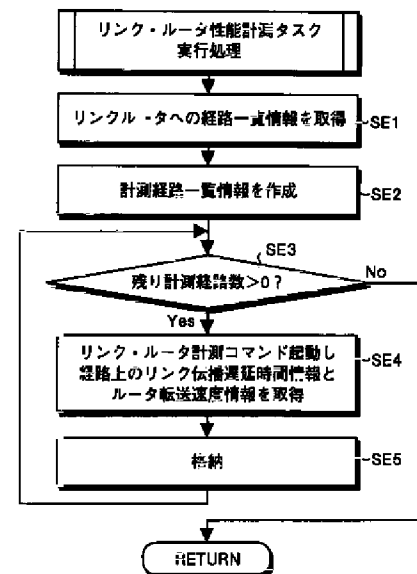 リンク・ルータ性能計測タスク
実行処理
リンクルータへの経路一覧情報を取得
SE1
計測経路一覧情報を作成
SE2
SE3
残り計測経路数>0?
No
Yes
リンク・ルータ計測コマンド起動し
経路上のリンク伝播遅延時間情報と
ルータ転送速度情報を取得
SE4
格納
SE5
RETURN